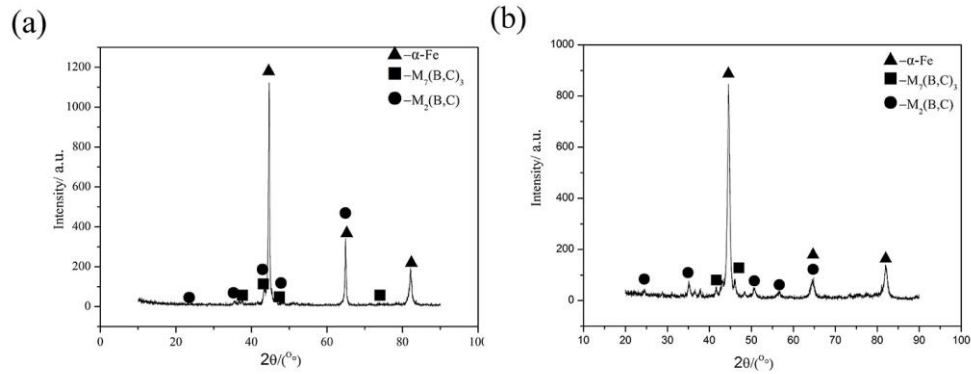 (a)
1200
1000
800
600
400
200
0
Intensity/ a.u.
▲–α-Fe
■–M₇(B,C)₃
●–M₂(B,C)
0 20 40 60 80 100
2θ/(°°)
(b)
1000
800
600
400
200
0
Intensity/ a.u.
▲–α-Fe
■–M₇(B,C)₃
●–M₂(B,C)
10 20 30 40 50 60 70 80 90 100
2θ/(°°)